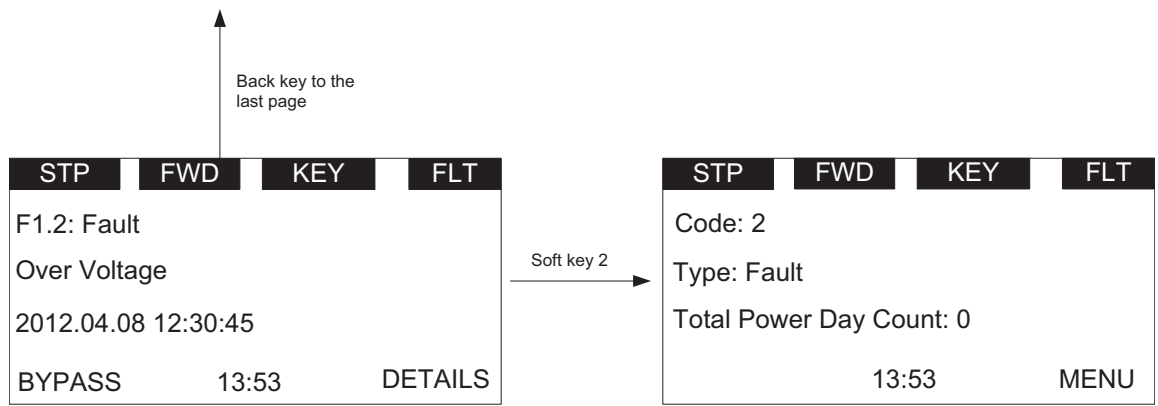 Back key to the
last page
STP FWD KEY FLT
F1.2: Fault
Over Voltage
2012.04.08 12:30:45
BYPASS 13:53 DETAILS
Soft key 2
STP FWD KEY FLT
Code: 2
Type: Fault
Total Power Day Count: 0
13:53 MENU